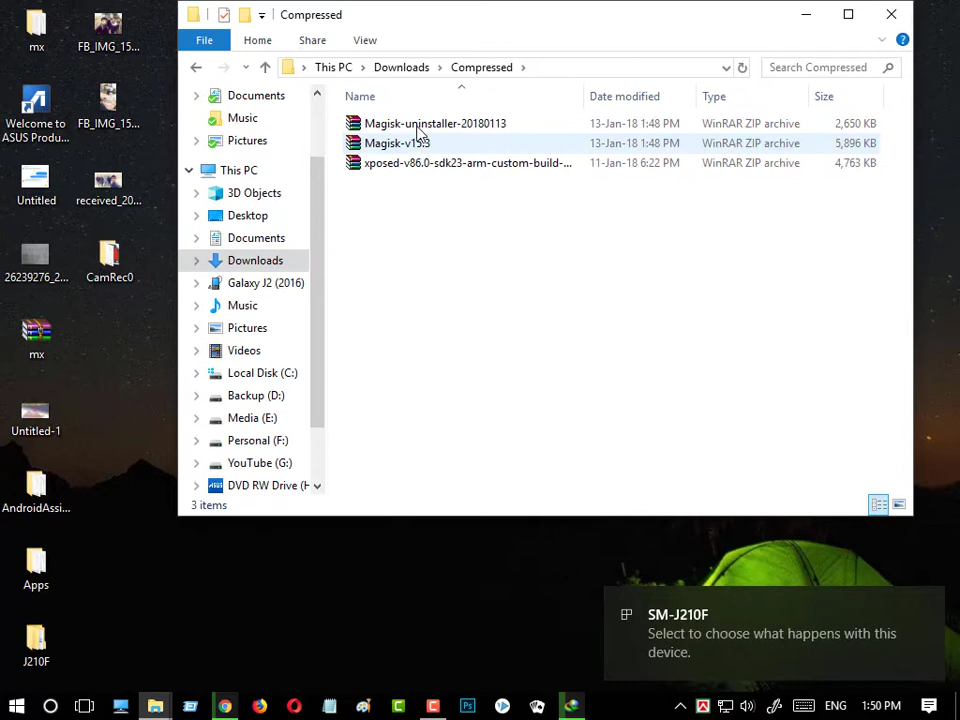 Compressed
File Home Share View
This PC Downloads Compressed
Search Compressed
Name Date modified Type Size
Magisk-uninstaller-20180113 13-Jan-18 1:48 PM WinRAR ZIP archive 2,650 KB
Magisk-v15.3 13-Jan-18 1:48 PM WinRAR ZIP archive 5,896 KB
xposed-v86.0-sdk23-arm-custom-build-... 11-Jan-18 6:22 PM WinRAR ZIP archive 4,763 KB
Documents
Music
Pictures
This PC
3D Objects
Desktop
Documents
Downloads
Galaxy J2 (2016)
Music
Pictures
Videos
Local Disk (C:)
Backup (D:)
Media (E:)
Personal (F:)
YouTube (G:)
DVD RW Drive (H
3 items
mx
FB_IMG_15...
Welcome to
ASUS Produ...
FB_IMG_15...
Untitled
received_20...
26239276_2...
CamRec0
mx
Untitled-1
AndroidAssi...
Apps
J210F
SM-J210F
Select to choose what happens with this
device.
ENG 1:50 PM